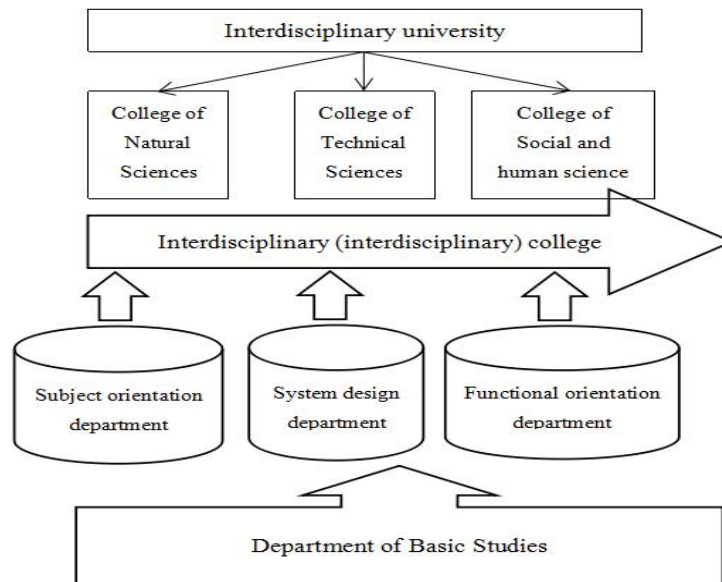 Interdisciplinary university
College of
Natural
Sciences
College of
Technical
Sciences
College of
Social and
human science
Interdisciplinary (interdisciplinary) college
Subject orientation
department
System design
department
Functional orientation
department
Department of Basic Studies